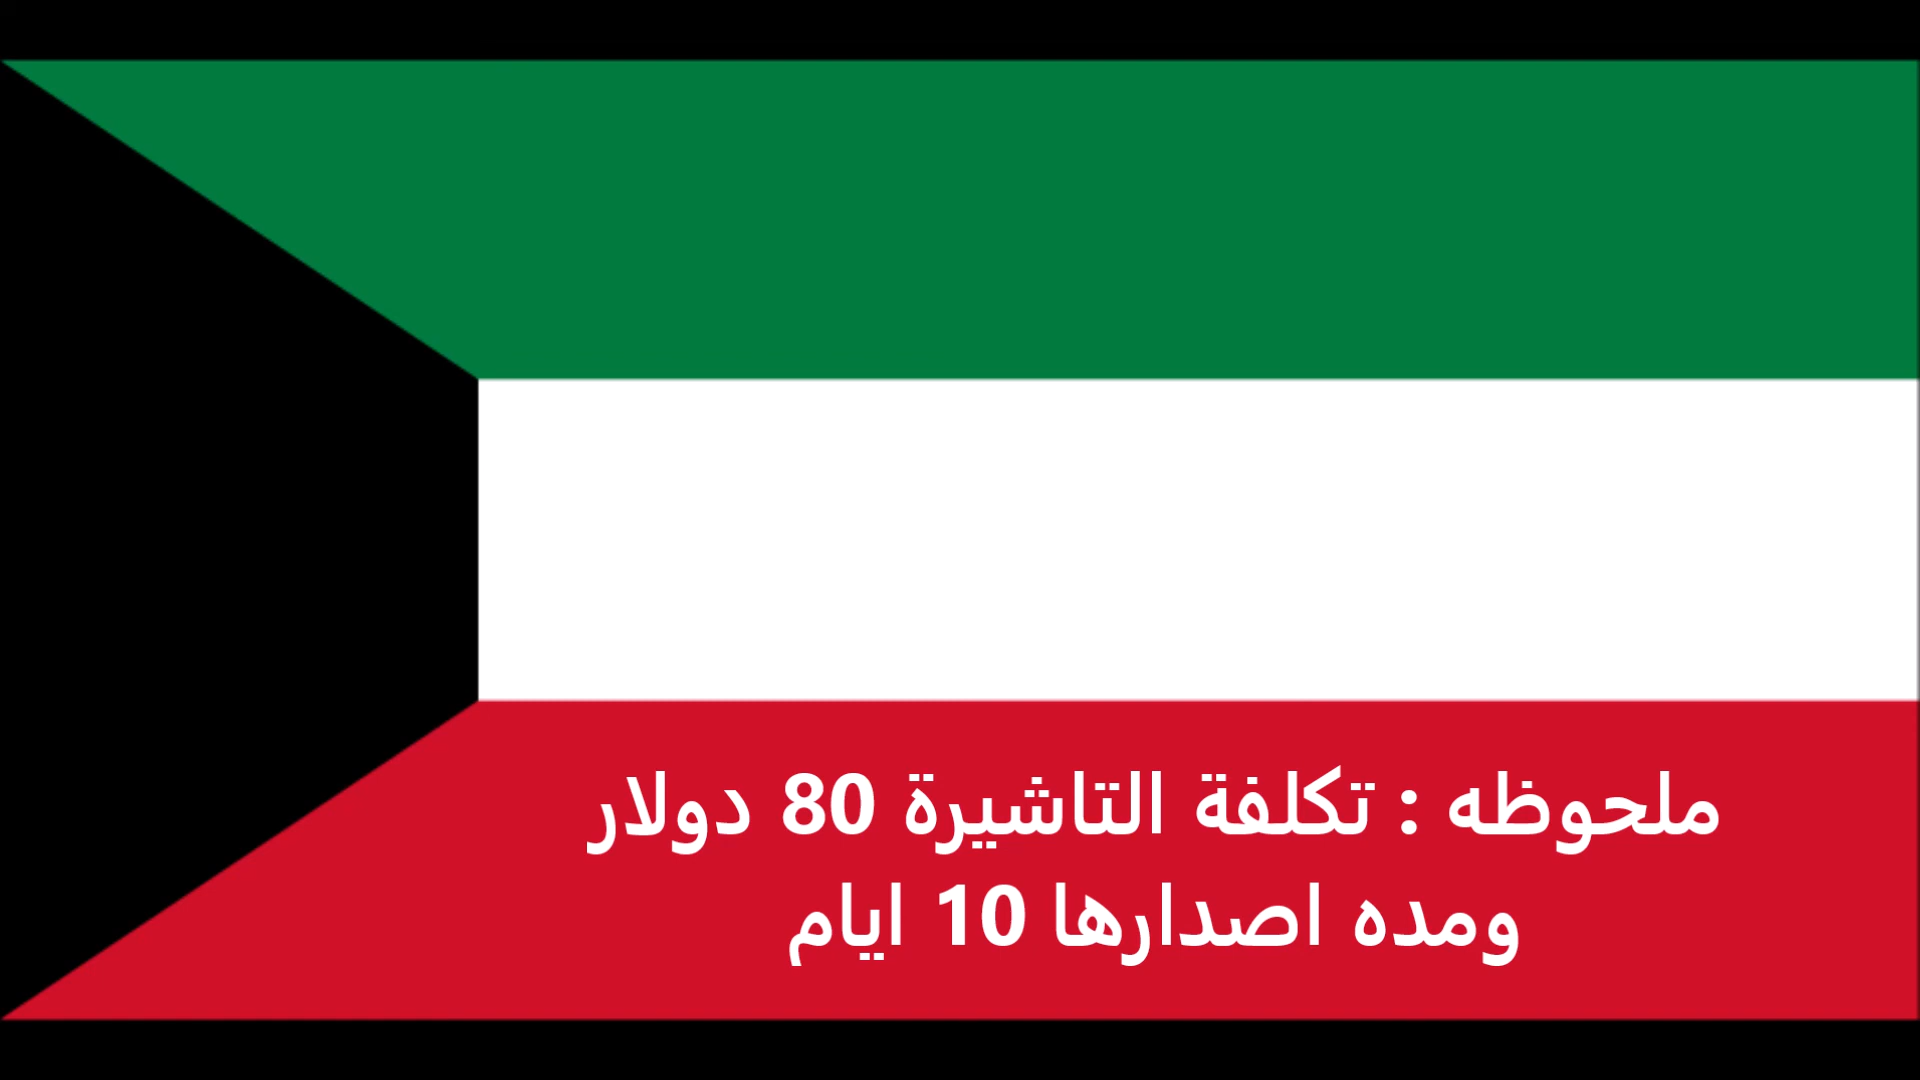 ملحوظه : تكلفة التاشيرة 80 دولار
ومده اصدارها 10 ايام